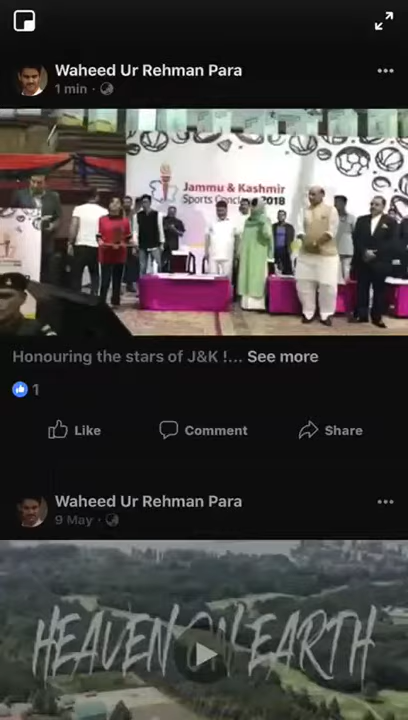 Waheed Ur Rehman Para
1 min ·
Jammu & Kashmir
Sports Conclave 2018
Honouring the stars of J&K !... See more
1
Like
Comment
Share
Waheed Ur Rehman Para
9 May ·
HEAVEN ON EARTH